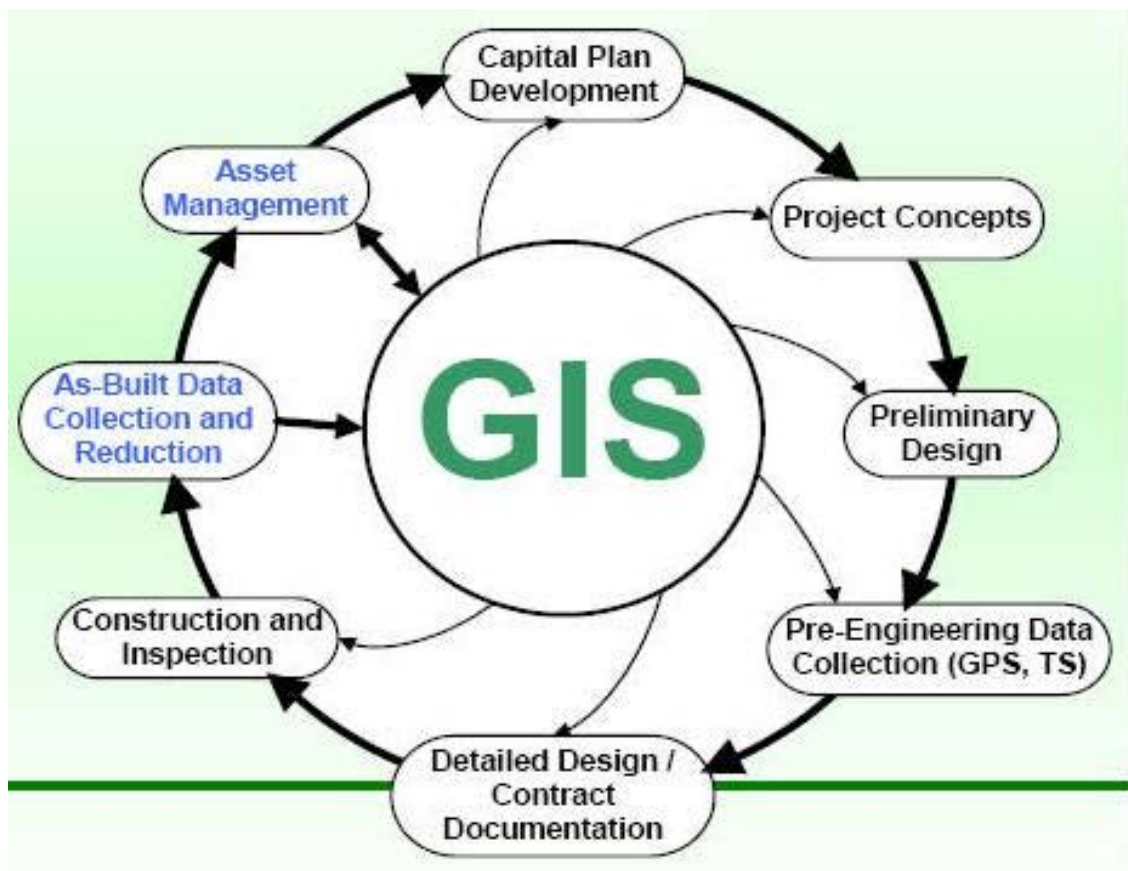 Capital Plan
Development
Project Concepts
Preliminary
Design
Pre-Engineering Data
Collection (GPS, TS)
Detailed Design /
Contract
Documentation
Construction and
Inspection
As-Built Data
Collection and
Reduction
Asset
Management
GIS